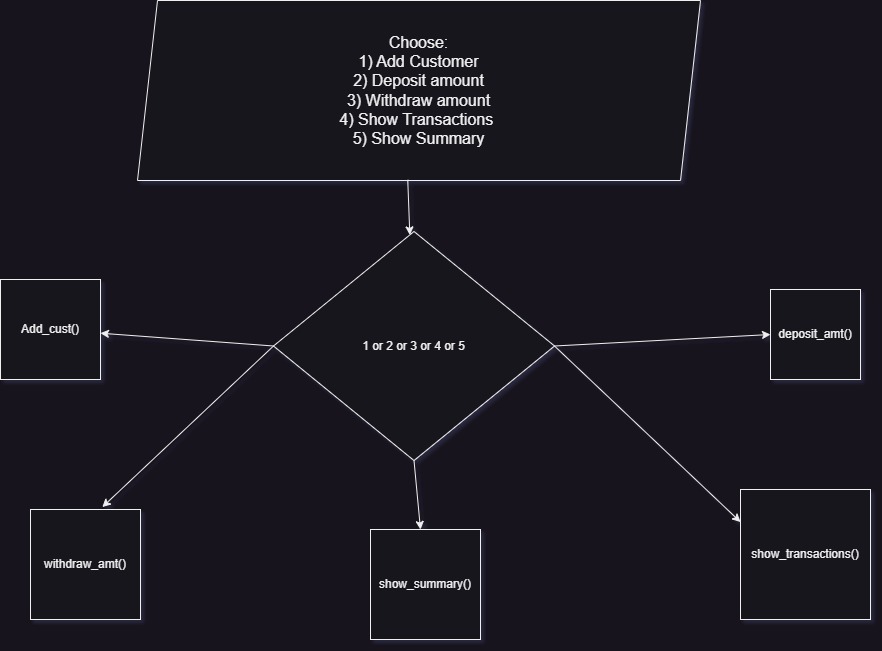 Choose:
1) Add Customer
2) Deposit amount
3) Withdraw amount
4) Show Transactions
5) Show Summary
1 or 2 or 3 or 4 or 5
Add_cust()
deposit_amt()
withdraw_amt()
show_summary()
show_transactions()